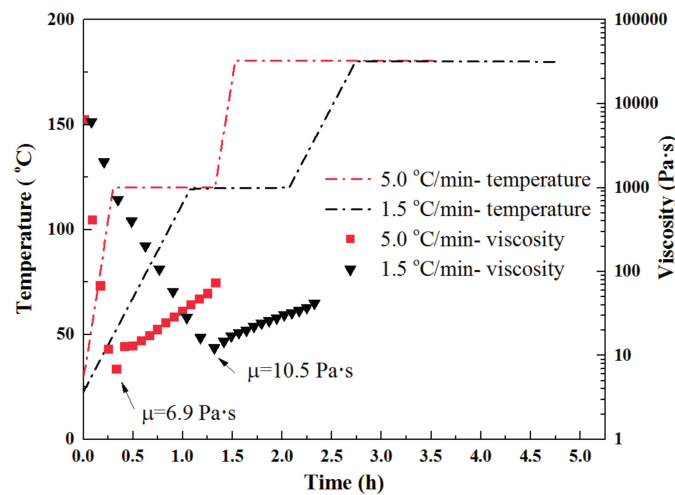 200
150
100
50
0
Temperature ( °C)
100000
10000
1000
100
10
1
Viscosity (Pa·s)
5.0 °C/min- temperature
1.5 °C/min- temperature
5.0 °C/min- viscosity
1.5 °C/min- viscosity
μ=10.5 Pa·s
μ=6.9 Pa·s
0.0 0.5 1.0 1.5 2.0 2.5 3.0 3.5 4.0 4.5 5.0
Time (h)